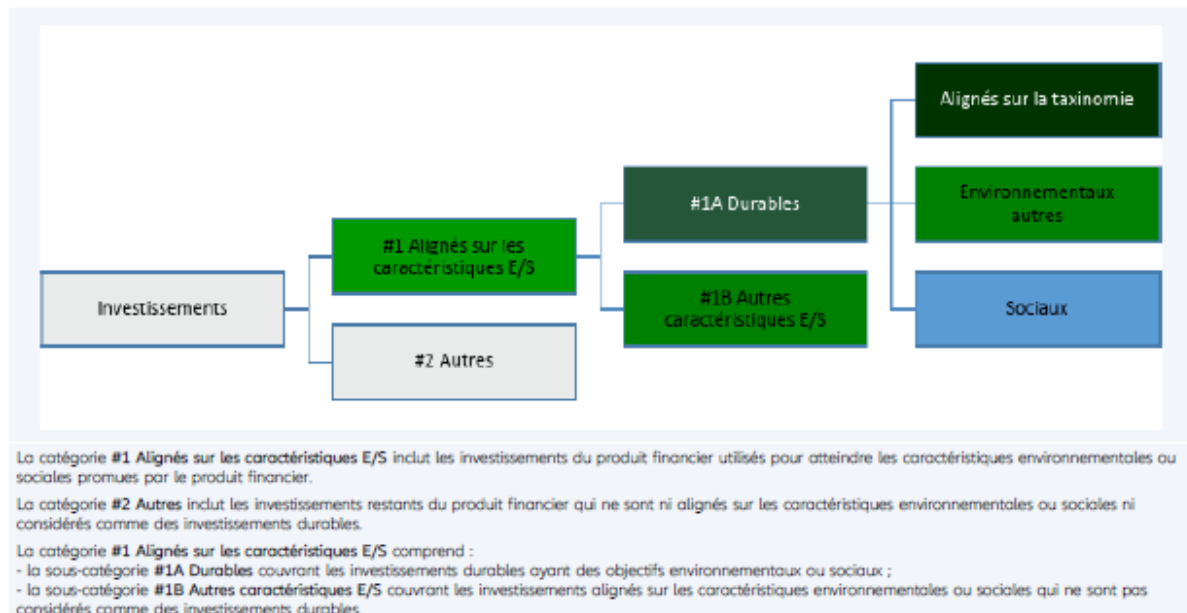 Alignés sur la taxinomie
#1A Durables
Environnementaux
autres
#1 Alignés sur les
caractéristiques E/S
#1B Autres
caractéristiques E/S
Investissements
Sociaux
#2 Autres
La catégorie #1 Alignés sur les caractéristiques E/S inclut les investissements du produit financier utilisés pour atteindre les caractéristiques environnementales ou
sociales promues par le produit financier.
La catégorie #2 Autres inclut les investissements restants du produit financier qui ne sont ni alignés sur les caractéristiques environnementales ou sociales ni
considérés comme des investissements durables.
La catégorie #1 Alignés sur les caractéristiques E/S comprend :
- la sous-catégorie #1A Durables couvrant les investissements durables ayant des objectifs environnementaux ou sociaux ;
- la sous-catégorie #1B Autres caractéristiques E/S couvrant les investissements alignés sur les caractéristiques environnementales ou sociales qui ne sont pas
considérés comme des investissements durables.